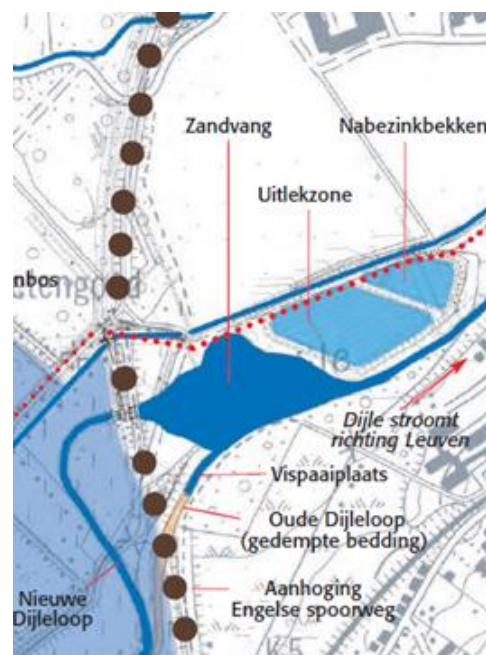 Zandvang
Nabezinkbekken
Uitlekzone
nbos
Dijle stroomt
richting Leuven
Vispaaiplaats
Oude Dijleloop
(gedempte bedding)
Nieuwe
Dijleloop
Aanhoging
Engelse spoorweg